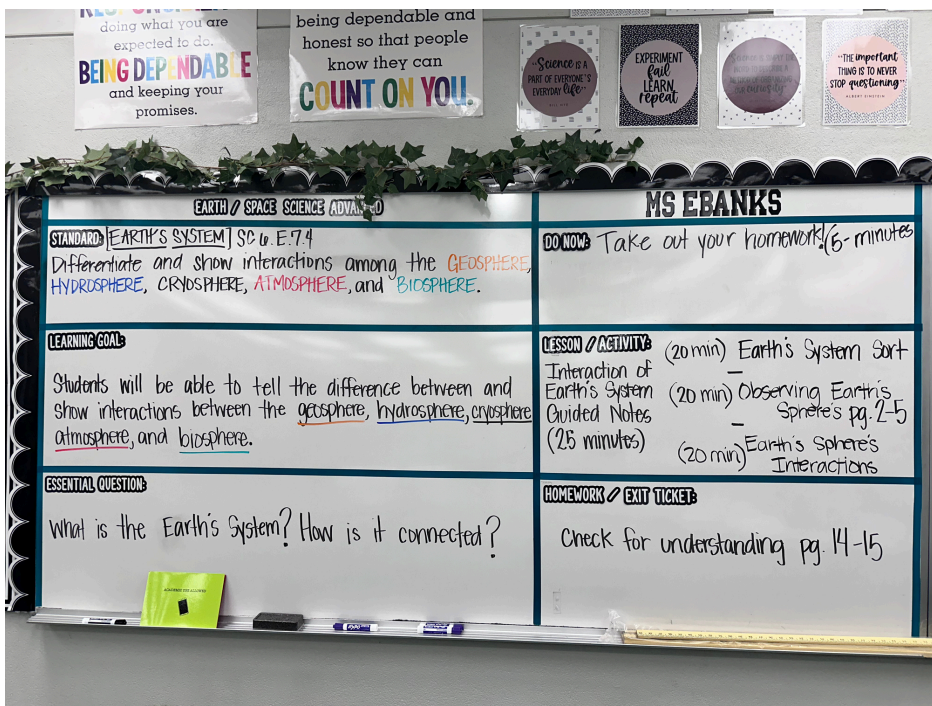 doing what you are
expected to do.
BEING DEPENDABLE
and keeping your
promises.
being dependable and
honest so that people
know they can
COUNT ON YOU.
"Science IS A
PART OF EVERYONE'S
EVERYDAY life"
BILL NYE
EXPERIMENT
fail
LEARN
repeat
"THE important
THING IS TO NEVER
STOP questioning"
ALBERT EINSTEIN
EARTH / SPACE SCIENCE ADVANCED
STANDARD: [EARTH'S SYSTEM] SC.6.E.7.4
Differentiate and show interactions among the GEOSPHERE,
HYDROSPHERE, CRYOSPHERE, ATMOSPHERE, and BIOSPHERE.
LEARNING GOAL:
Students will be able to tell the difference between and
show interactions between the geosphere, hydrosphere, cryosphere
atmosphere, and biosphere.
ESSENTIAL QUESTION:
What is the Earth's System? How is it connected?
MS EBANKS
DO NOW: Take out your homework! (5-minutes
LESSON / ACTIVITY:
Interaction of
Earth's System
Guided Notes
(25 minutes)
(20 min) Earth's System Sort
(20 min) Observing Earth's
Sphere's pg. 2-5
(20 min) Earth's Sphere's
Interactions
HOMEWORK / EXIT TICKET:
Check for understanding pg. 14-15